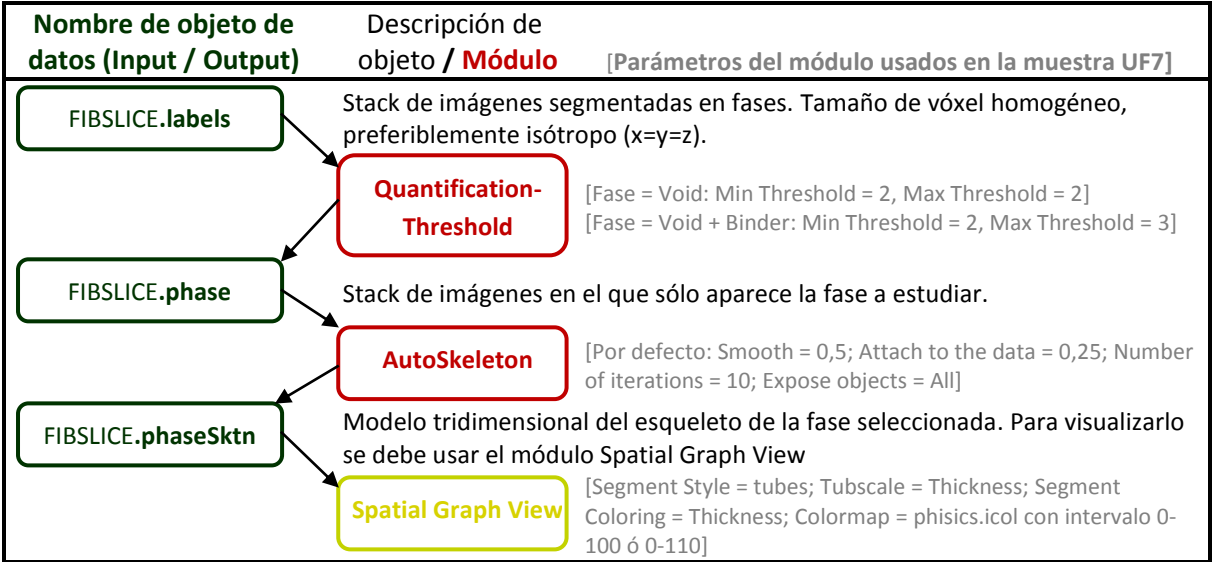 Nombre de objeto de
datos (Input / Output)
Descripción de
objeto / Módulo
[Parámetros del módulo usados en la muestra UF7]
FIBSLICE.labels
Stack de imágenes segmentadas en fases. Tamaño de vóxel homogéneo,
preferiblemente isótropo (x=y=z).
Quantification-
Threshold
[Fase = Void: Min Threshold = 2, Max Threshold = 2]
[Fase = Void + Binder: Min Threshold = 2, Max Threshold = 3]
FIBSLICE.phase
Stack de imágenes en el que sólo aparece la fase a estudiar.
AutoSkeleton
[Por defecto: Smooth = 0,5; Attach to the data = 0,25; Number
of iterations = 10; Expose objects = All]
FIBSLICE.phaseSktn
Modelo tridimensional del esqueleto de la fase seleccionada. Para visualizarlo
se debe usar el módulo Spatial Graph View
Spatial Graph View
[Segment Style = tubes; Tubscale = Thickness; Segment
Coloring = Thickness; Colormap = phisics.icol con intervalo 0-
100 ó 0-110]